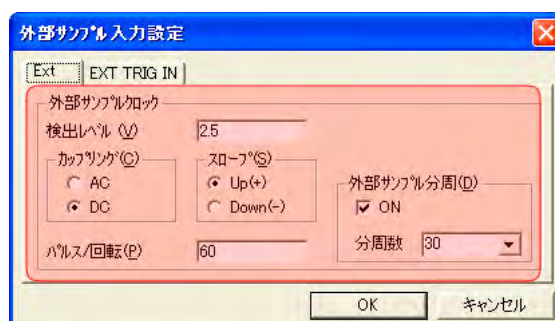 外部サンプル入力設定
Ext
EXT TRIG IN
外部サンプルクロック
検出レベル (V)
2.5
カップリング(C)
AC
DC
スロープ(S)
Up(+)
Down(-)
外部サンプル分周(D)
ON
分周数
30
パルス/回転(P)
60
OK
キャンセル